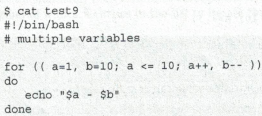 $ cat test9
#!/bin/bash
# multiple variables
for (( a=1, b=10; a <= 10; a++, b-- ))
do
echo "$a - $b"
done